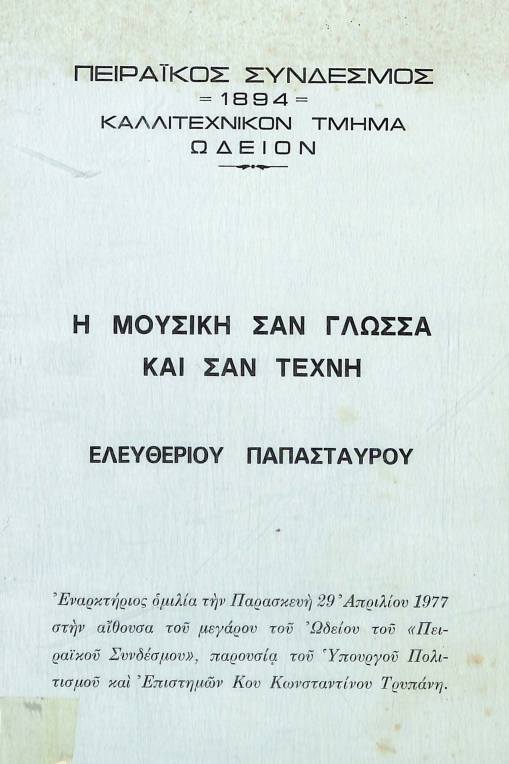 ΠΕΙΡΑΪΚΟΣ ΣΥΝΔΕΣΜΟΣ
= 1894 =
ΚΑΛΛΙΤΕΧΝΙΚΟΝ ΤΜΗΜΑ
ΩΔΕΙΟΝ
Η ΜΟΥΣΙΚΗ ΣΑΝ ΓΛΩΣΣΑ
ΚΑΙ ΣΑΝ ΤΕΧΝΗ
ΕΛΕΥΘΕΡΙΟΥ ΠΑΠΑΣΤΑΥΡΟΥ
Ἐναρκτήριος ὁμιλία τὴν Παρασκευὴ 29 Ἀπριλίου 1977
στὴν αἴθουσα τοῦ μεγάρου τοῦ Ὠδείου τοῦ «Πει-
ραϊκοῦ Συνδέσμου», παρουσίᾳ τοῦ Ὑπουργοῦ Πολι-
τισμοῦ καὶ Ἐπιστημῶν Κου Κωνσταντίνου Τρυπάνη.